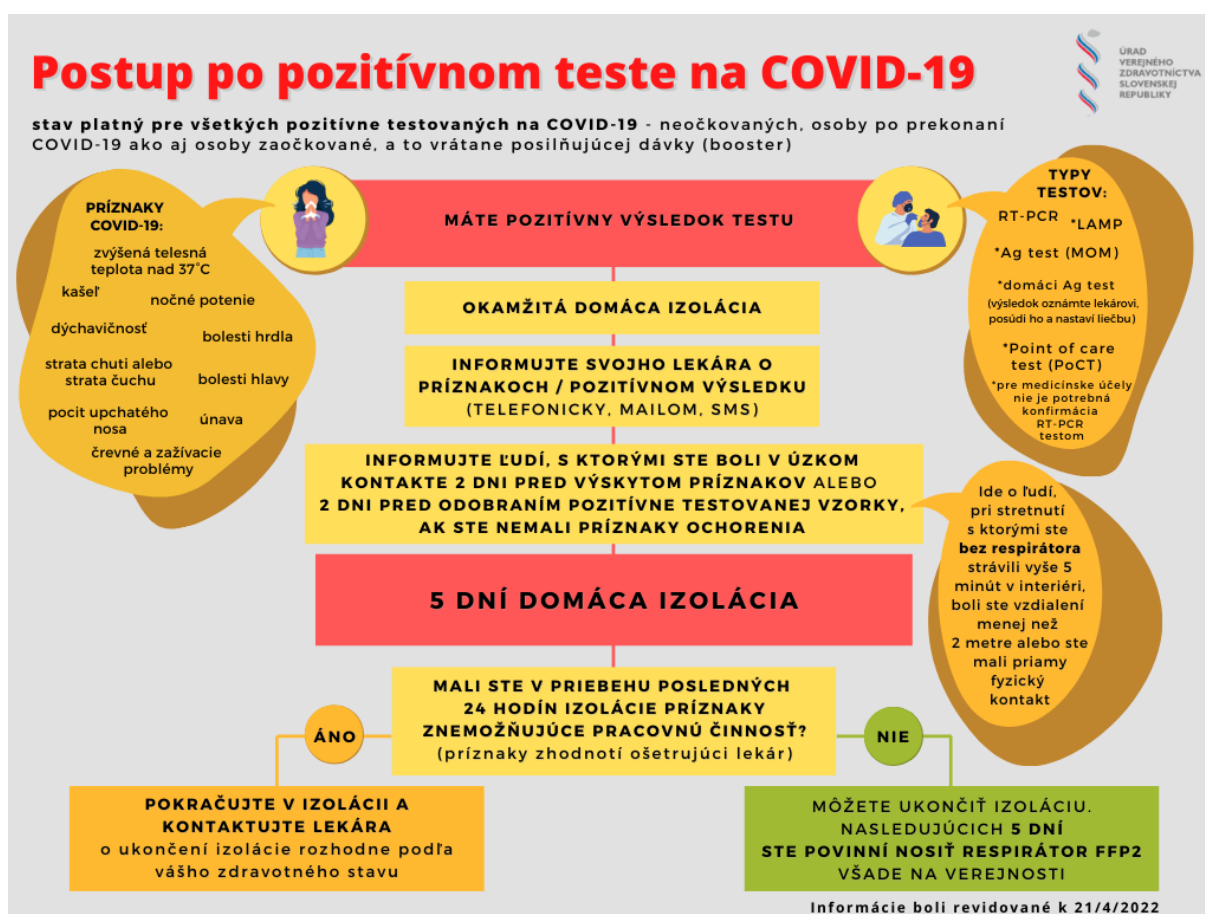 Postup po pozitívnom teste na COVID-19
ÚRAD
VEREJNÉHO
ZDRAVOTNÍCTVA
SLOVENSKEJ
REPUBLIKY
stav platný pre všetkých pozitívne testovaných na COVID-19 - neočkovaných, osoby po prekonaní
COVID-19 ako aj osoby zaočkované, a to vrátane posilňujúcej dávky (booster)
PRÍZNAKY
COVID-19:
zvýšená telesná
teplota nad 37°C
kašeľ
nočné potenie
dýchavičnosť
bolesti hrdla
strata chuti alebo
strata čuchu
bolesti hlavy
pocit upchatého
nosa
únava
črevné a zažívacie
problémy
MÁTE POZITÍVNY VÝSLEDOK TESTU
TYPY
TESTOV:
RT-PCR
*LAMP
*Ag test (MOM)
*domáci Ag test
(výsledok oznámte lekárovi,
posúdi ho a nastaví liečbu)
*Point of care
test (PoCT)
*pre medicínske účely
nie je potrebná
konfirmácia
RT-PCR
testom
OKAMŽITÁ DOMÁCA IZOLÁCIA
INFORMUJTE SVOJHO LEKÁRA O
PRÍZNAKOCH / POZITÍVNOM VÝSLEDKU
(TELEFONICKY, MAILOM, SMS)
INFORMUJTE ĽUDÍ, S KTORÝMI STE BOLI V ÚZKOM
KONTAKTE 2 DNI PRED VÝSKYTOM PRÍZNAKOV ALEBO
2 DNI PRED ODOBRANÍM POZITÍVNE TESTOVANEJ VZORKY,
AK STE NEMALI PRÍZNAKY OCHORENIA
Ide o ľudí,
pri stretnutí
s ktorými ste
bez respirátora
strávili vyše 5
minút v interiéri,
boli ste vzdialení
menej než
2 metre alebo ste
mali priamy
fyzický
kontakt
5 DNÍ DOMÁCA IZOLÁCIA
MALI STE V PRIEBEHU POSLEDNÝCH
24 HODÍN IZOLÁCIE PRÍZNAKY
ZNEMOŽŇUJÚCE PRACOVNÚ ČINNOSŤ?
(príznaky zhodnotí ošetrujúci lekár)
ÁNO
NIE
POKRAČUJTE V IZOLÁCII A
KONTAKTUJTE LEKÁRA
o ukončení izolácie rozhodne podľa
vášho zdravotného stavu
MÔŽETE UKONČIŤ IZOLÁCIU.
NASLEDUJÚCICH 5 DNÍ
STE POVINNÍ NOSIŤ RESPIRÁTOR FFP2
VŠADE NA VEREJNOSTI
Informácie boli revidované k 21/4/2022